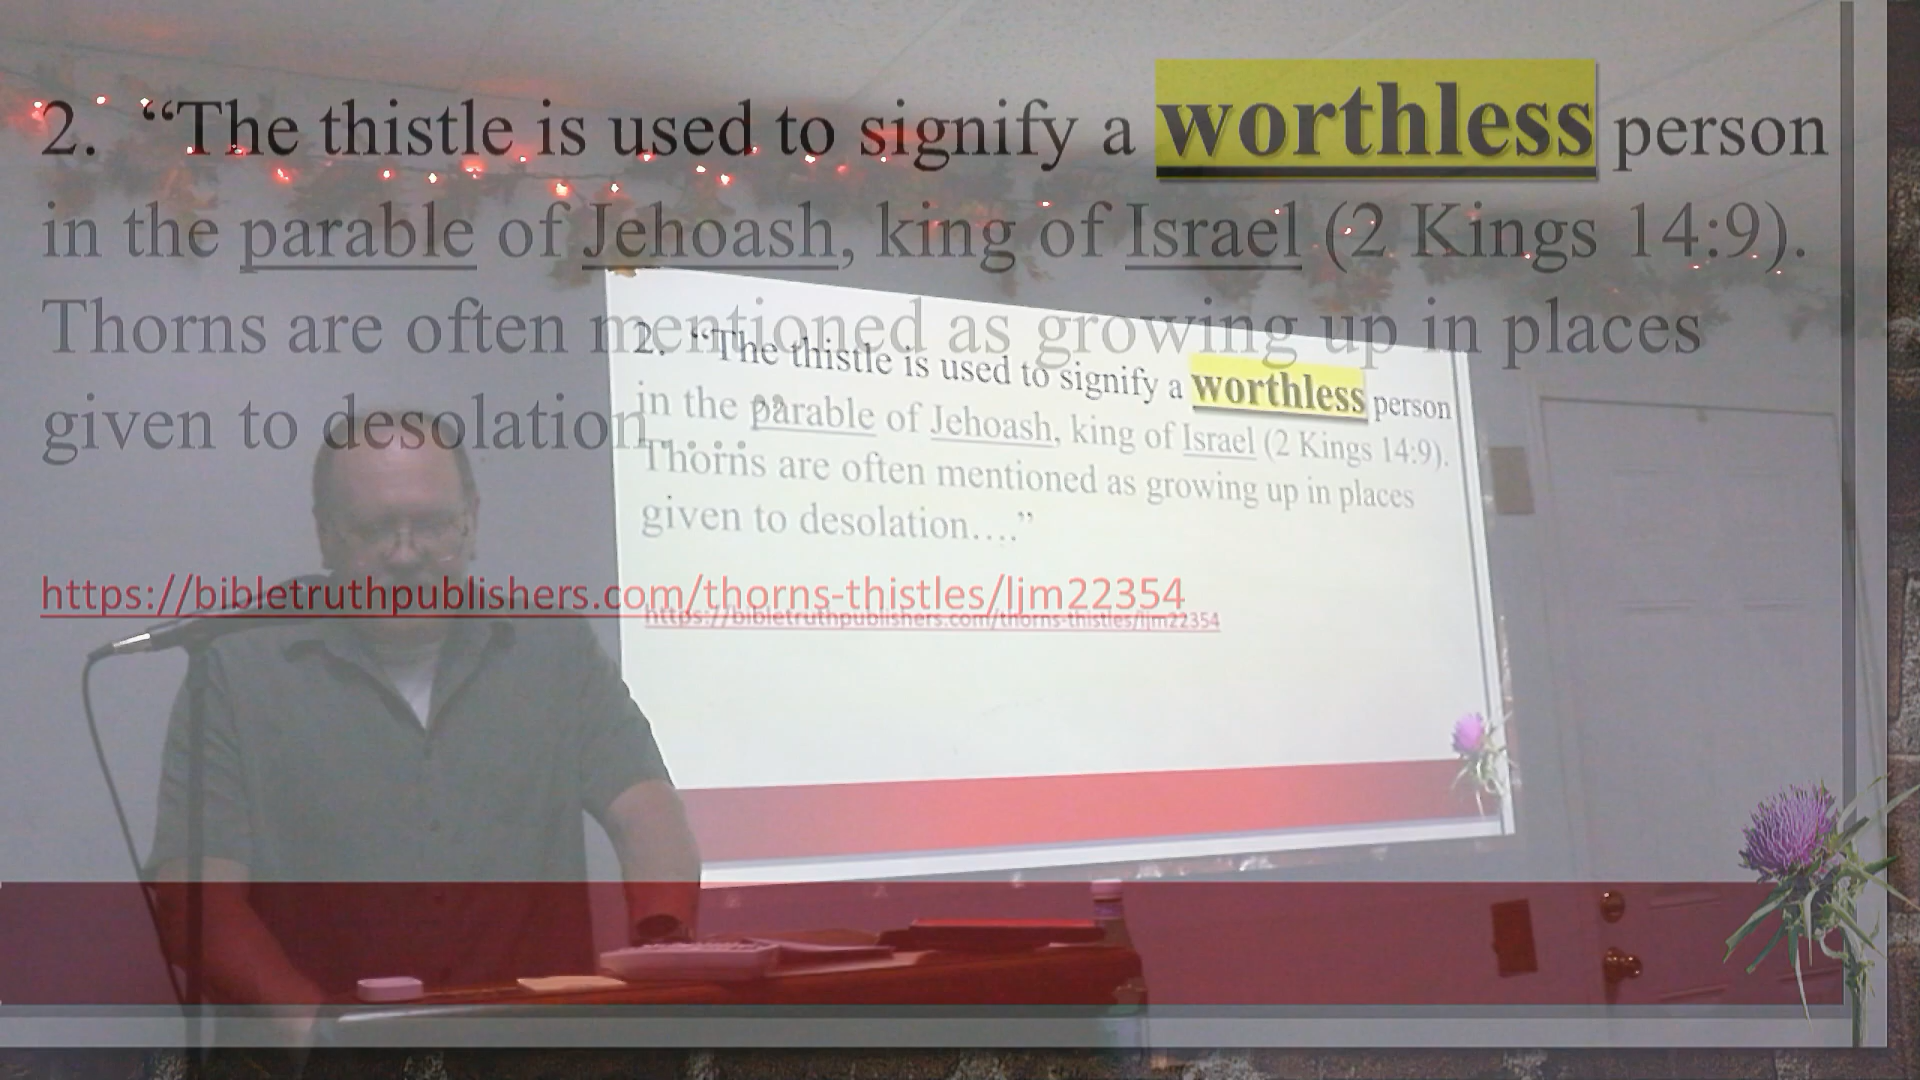 2. “The thistle is used to signify a worthless person
in the parable of Jehoash, king of Israel (2 Kings 14:9).
Thorns are often mentioned as growing up in places
given to desolation....
https://bibletruthpublishers.com/thorns-thistles/ljm22354
2. “The thistle is used to signify a worthless person
in the parable of Jehoash, king of Israel (2 Kings 14:9).
Thorns are often mentioned as growing up in places
given to desolation....”
https://bibletruthpublishers.com/thorns-thistles/ljm22354